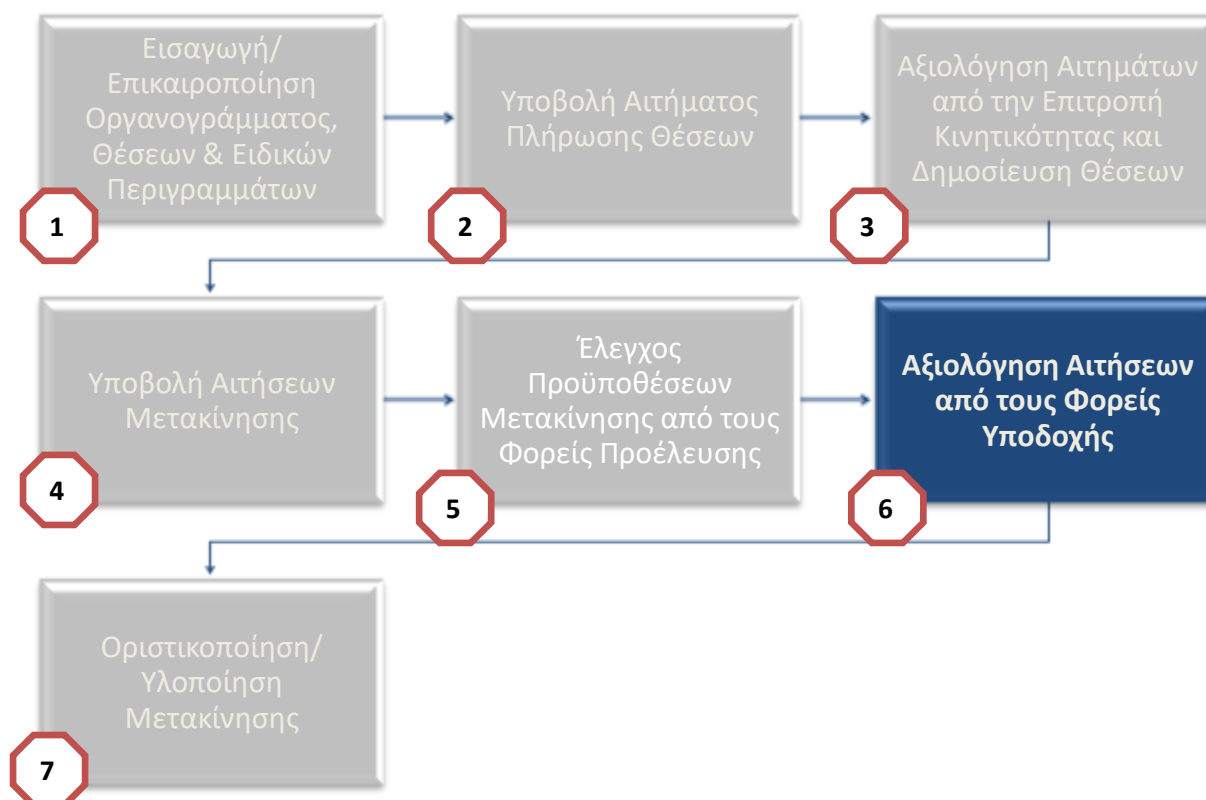 Εισαγωγή/
Επικαιροποίηση
Οργανογράμματος,
Θέσεων & Ειδικών
Περιγραμμάτων
1
Υποβολή Αιτήματος
Πλήρωσης Θέσεων
2
Αξιολόγηση Αιτημάτων
από την Επιτροπή
Κινητικότητας και
Δημοσίευση Θέσεων
3
Υποβολή Αιτήσεων
Μετακίνησης
4
Έλεγχος
Προϋποθέσεων
Μετακίνησης από τους
Φορείς Προέλευσης
5
Αξιολόγηση Αιτήσεων
από τους Φορείς
Υποδοχής
6
Οριστικοποίηση/
Υλοποίηση
Μετακίνησης
7